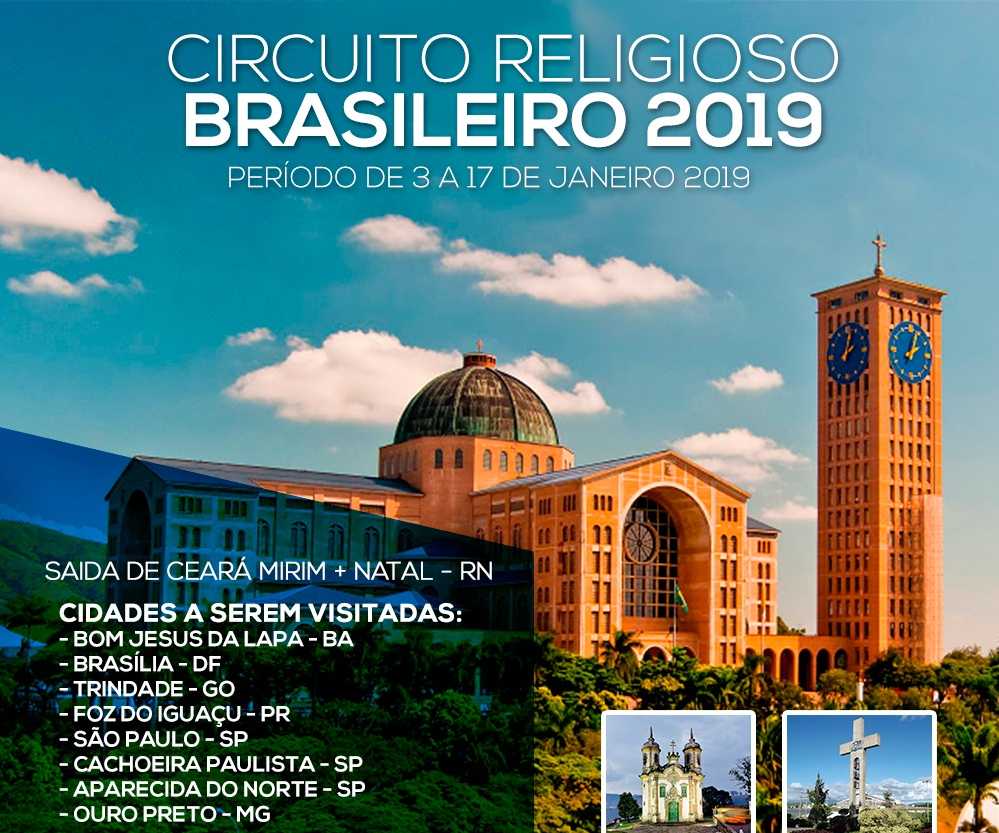 CIRCUITO RELIGIOSO
BRASILEIRO 2019
PERÍODO DE 3 A 17 DE JANEIRO 2019
SAIDA DE CEARÁ MIRIM + NATAL - RN
CIDADES A SEREM VISITADAS:
- BOM JESUS DA LAPA - BA
- BRASÍLIA - DF
- TRINDADE - GO
- FOZ DO IGUAÇU - PR
- SÃO PAULO - SP
- CACHOEIRA PAULISTA - SP
- APARECIDA DO NORTE - SP
- OURO PRETO - MG